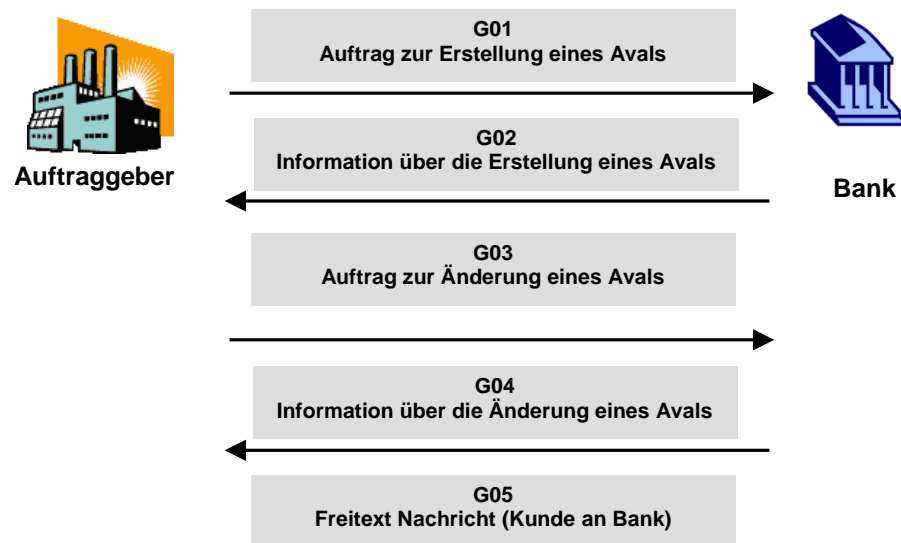 G01
Auftrag zur Erstellung eines Avals
G02
Information über die Erstellung eines Avals
Auftraggeber
Bank
G03
Auftrag zur Änderung eines Avals
G04
Information über die Änderung eines Avals
G05
Freitext Nachricht (Kunde an Bank)